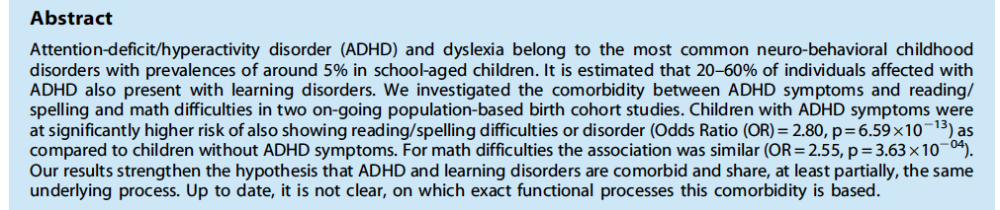 Abstract
Attention-deficit/hyperactivity disorder (ADHD) and dyslexia belong to the most common neuro-behavioral childhood
disorders with prevalences of around 5% in school-aged children. It is estimated that 20–60% of individuals affected with
ADHD also present with learning disorders. We investigated the comorbidity between ADHD symptoms and reading/
spelling and math difficulties in two on-going population-based birth cohort studies. Children with ADHD symptoms were
at significantly higher risk of also showing reading/spelling difficulties or disorder (Odds Ratio (OR) = 2.80, p = 6.59 × 10⁻¹³) as
compared to children without ADHD symptoms. For math difficulties the association was similar (OR = 2.55, p = 3.63 × 10⁻⁰⁴).
Our results strengthen the hypothesis that ADHD and learning disorders are comorbid and share, at least partially, the same
underlying process. Up to date, it is not clear, on which exact functional processes this comorbidity is based.